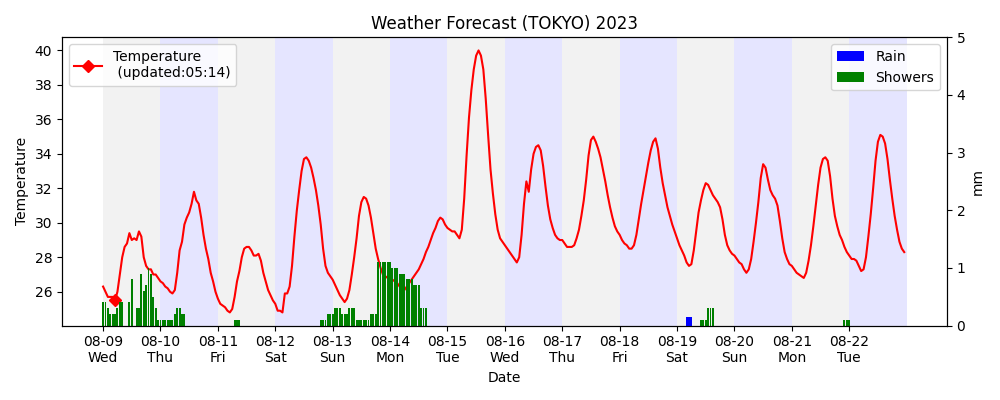 Weather Forecast (TOKYO) 2023
Temperature
(updated:05:14)
Rain
Showers
40
38
36
34
32
30
28
26
Temperature
5
4
3
2
1
0
mm
08-09 08-10 08-11 08-12 08-13 08-14 08-15 08-16 08-17 08-18 08-19 08-20 08-21 08-22
Wed Thu Fri Sat Sun Mon Tue Wed Thu Fri Sat Sun Mon Tue
Date